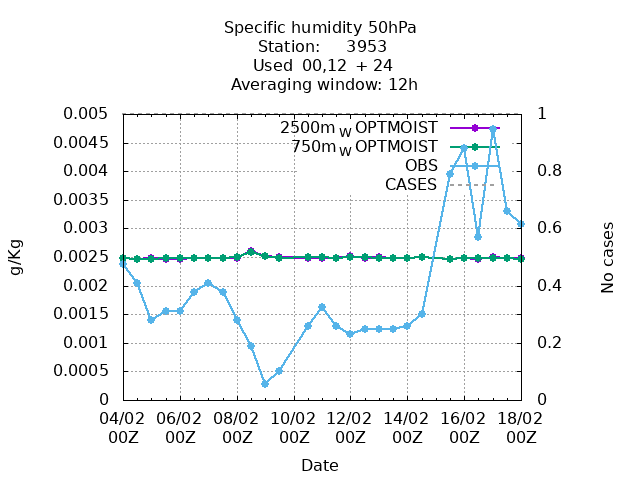 Specific humidity 50hPa
Station: 3953
Used 00,12 + 24
Averaging window: 12h
2500m_W OPTMOIST
750m_W OPTMOIST
OBS
CASES
0.005
0.0045
0.004
0.0035
0.003
0.0025
0.002
0.0015
0.001
0.0005
0
g/Kg
1
0.8
0.6
0.4
0.2
0
No cases
04/02 06/02 08/02 10/02 12/02 14/02 16/02 18/02
00Z 00Z 00Z 00Z 00Z 00Z 00Z 00Z
Date